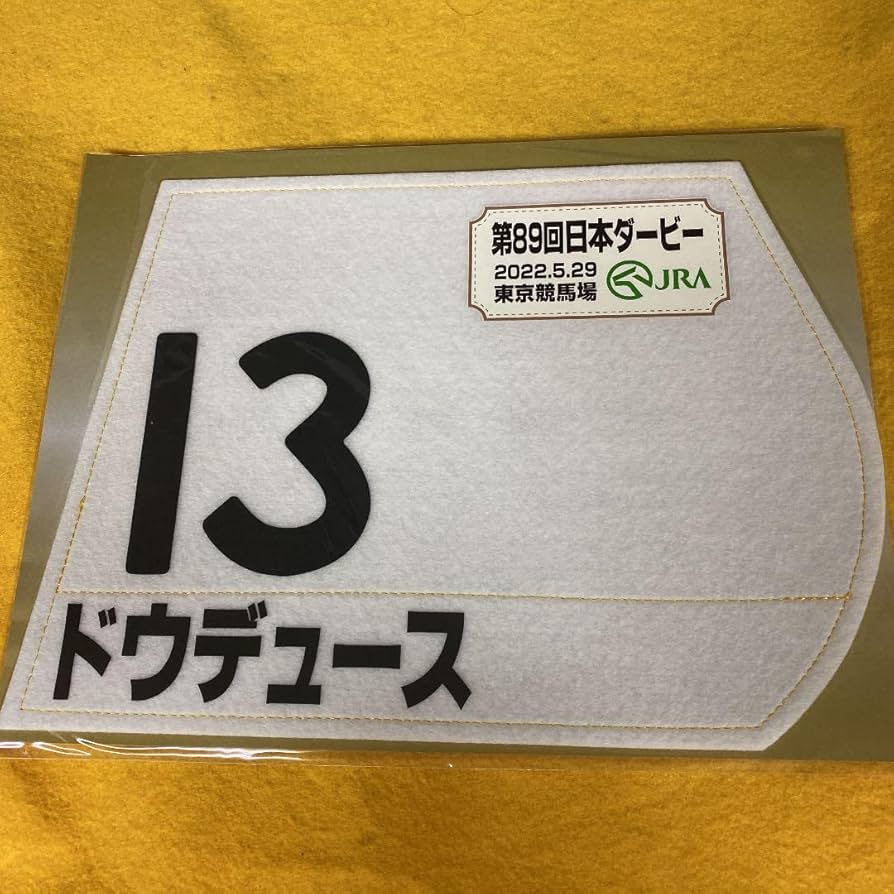 第89回日本ダービー
2022.5.29
東京競馬場 JRA
13
ドウデュース